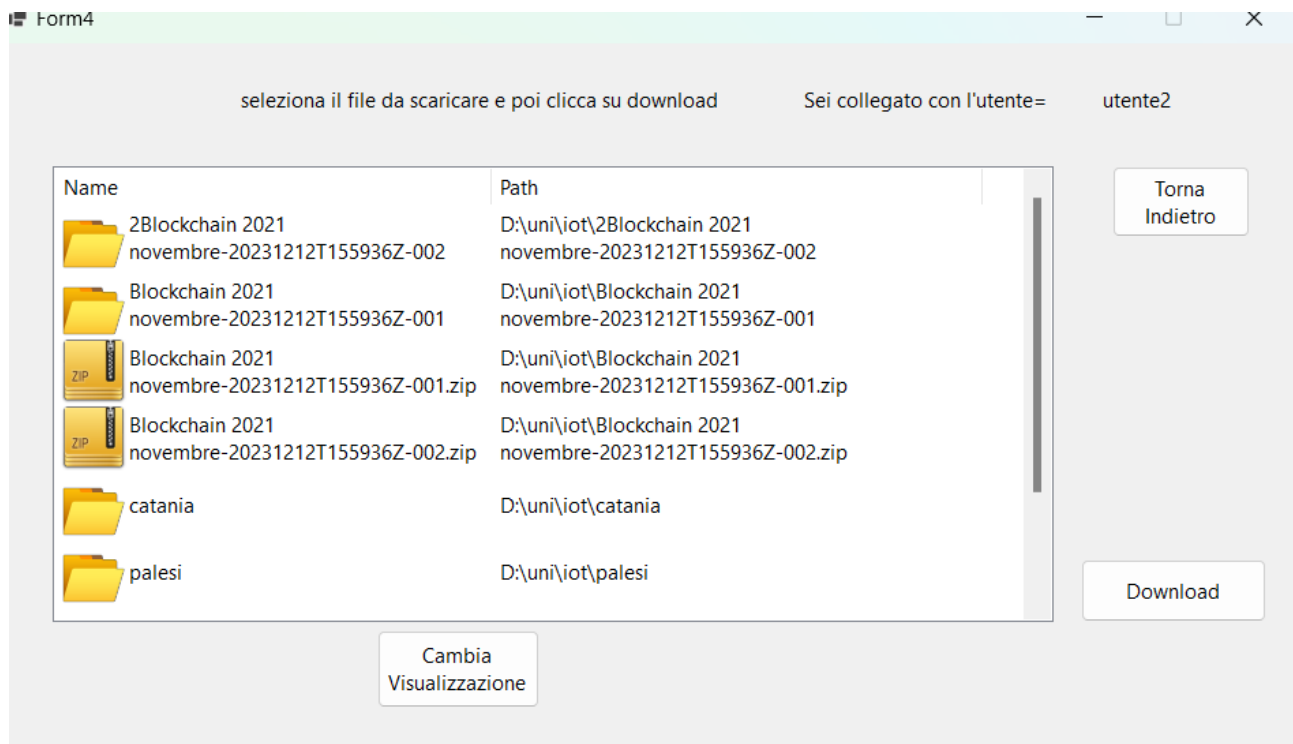 Form4
seleziona il file da scaricare e poi clicca su download
Sei collegato con l'utente=
utente2
Name
Path
2Blockchain 2021
novembre-20231212T155936Z-002
D:\uni\iot\2Blockchain 2021
novembre-20231212T155936Z-002
Blockchain 2021
novembre-20231212T155936Z-001
D:\uni\iot\Blockchain 2021
novembre-20231212T155936Z-001
ZIP
Blockchain 2021
novembre-20231212T155936Z-001.zip
D:\uni\iot\Blockchain 2021
novembre-20231212T155936Z-001.zip
ZIP
Blockchain 2021
novembre-20231212T155936Z-002.zip
D:\uni\iot\Blockchain 2021
novembre-20231212T155936Z-002.zip
catania
D:\uni\iot\catania
palesi
D:\uni\iot\palesi
Torna
Indietro
Download
Cambia
Visualizzazione